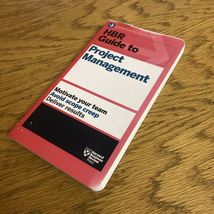 HBR
Guide to
Project
Management
Motivate your team
Avoid scope creep
Deliver results